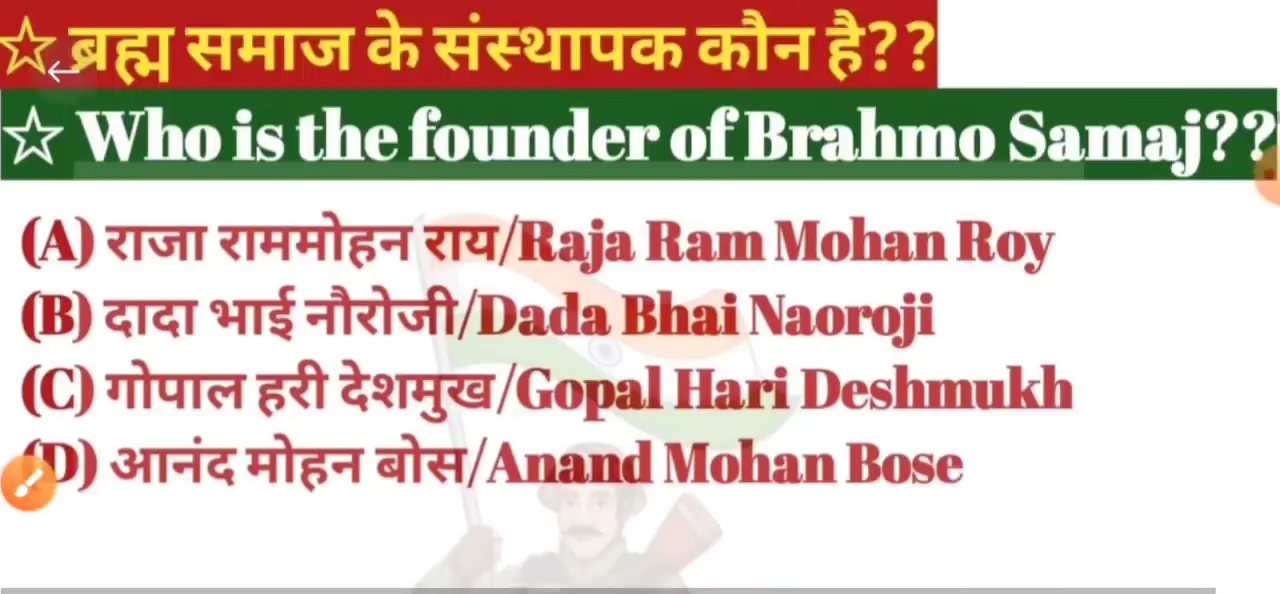 ☆ ब्रह्म समाज के संस्थापक कौन है??
☆ Who is the founder of Brahmo Samaj??
(A) राजा राममोहन राय/Raja Ram Mohan Roy
(B) दादा भाई नौरोजी/Dada Bhai Naoroji
(C) गोपाल हरी देशमुख/Gopal Hari Deshmukh
(D) आनंद मोहन बोस/Anand Mohan Bose